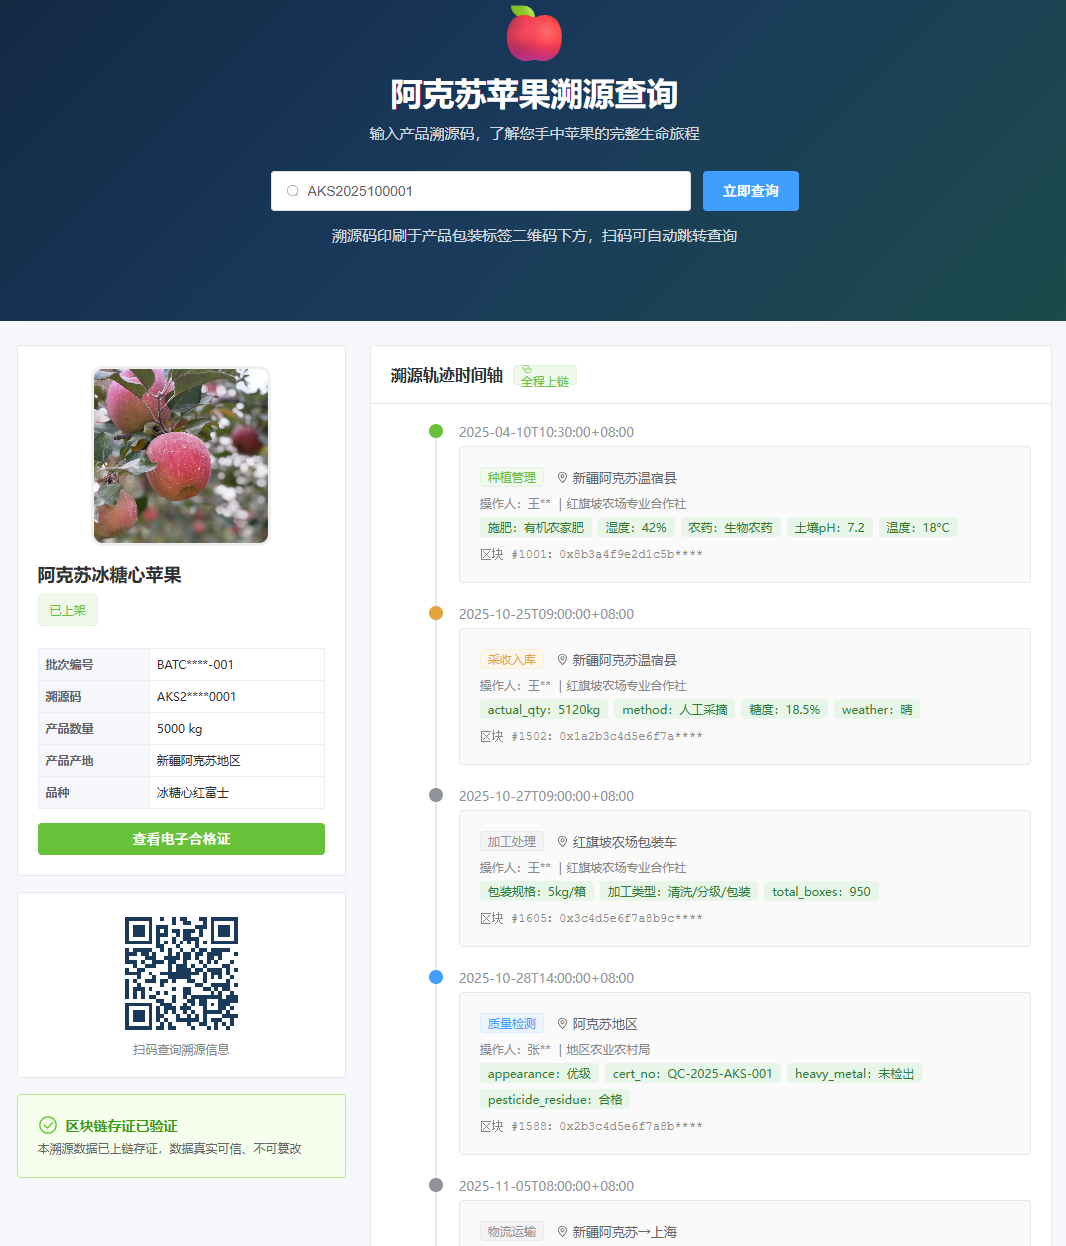 阿克苏苹果溯源查询
输入产品溯源码，了解您手中苹果的完整生命旅程
AKS2025100001
立即查询
溯源码印刷于产品包装标签二维码下方，扫码可自动跳转查询
阿克苏冰糖心苹果
已上架
批次编号 BATC****-001
溯源码 AKS2****0001
产品数量 5000 kg
产品产地 新疆阿克苏地区
品种 冰糖心红富士
查看电子合格证
扫码查询溯源信息
区块链存证已验证
本溯源数据已上链存证，数据真实可信、不可篡改
溯源轨迹时间轴 全程上链
2025-04-10T10:30:00+08:00
种植管理 新疆阿克苏温宿县
操作人：王** | 红旗坡农场专业合作社
施肥：有机农家肥 湿度：42% 农药：生物农药 土壤pH：7.2 温度：18°C
区块 #1001：0x8b3a4f9e2d1c5b****
2025-10-25T09:00:00+08:00
采收入库 新疆阿克苏温宿县
操作人：王** | 红旗坡农场专业合作社
actual_qty：5120kg method：人工采摘 糖度：18.5% weather：晴
区块 #1502：0x1a2b3c4d5e6f7a****
2025-10-27T09:00:00+08:00
加工处理 红旗坡农场包装车
操作人：王** | 红旗坡农场专业合作社
包装规格：5kg/箱 加工类型：清洗/分级/包装 total_boxes：950
区块 #1605：0x3c4d5e6f7a8b9c****
2025-10-28T14:00:00+08:00
质量检测 阿克苏地区
操作人：张** | 地区农业农村局
appearance：优级 cert_no：QC-2025-AKS-001 heavy_metal：未检出
pesticide_residue：合格
区块 #1588：0x2b3c4d5e6f7a8b****
2025-11-05T08:00:00+08:00
物流运输 新疆阿克苏→上海